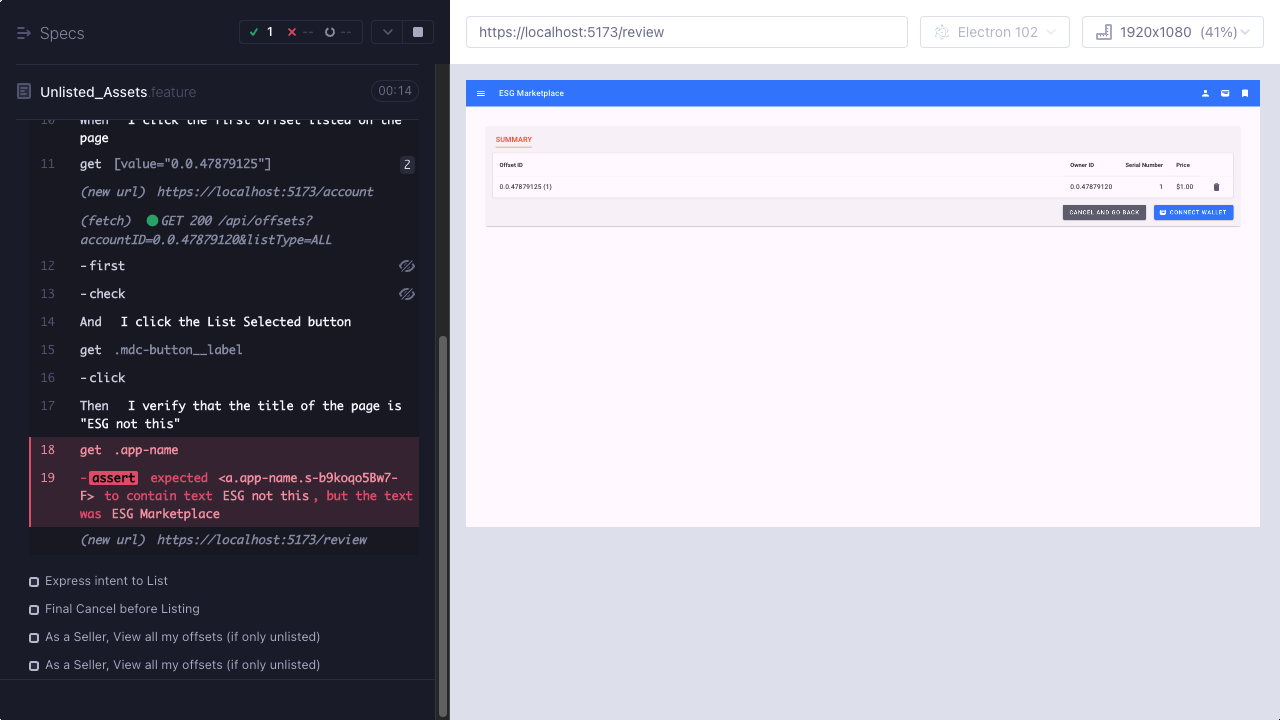 Specs
1
--
--
Unlisted_Assets.feature
00:14
10 When I click the first offset listed on the
page
11 get [value="0.0.47879125"] 2
(new url) https://localhost:5173/account
(fetch) GET 200 /api/offsets?
accountID=0.0.47879120&listType=ALL
12 -first
13 -check
14 And I click the List Selected button
15 get .mdc-button__label
16 -click
17 Then I verify that the title of the page is
"ESG not this"
18 get .app-name
19 -assert expected <a.app-name.s-b9koqo5Bw7-
F> to contain text ESG not this, but the text
was ESG Marketplace
(new url) https://localhost:5173/review
Express intent to List
Final Cancel before Listing
As a Seller, View all my offsets (if only unlisted)
As a Seller, View all my offsets (if only unlisted)
https://localhost:5173/review
Electron 102
1920x1080 (41%)
ESG Marketplace
SUMMARY
Offset ID Owner ID Serial Number Price
0.0.47879125 (1) 0.0.47879120 1 $1.00
CANCEL AND GO BACK CONNECT WALLET